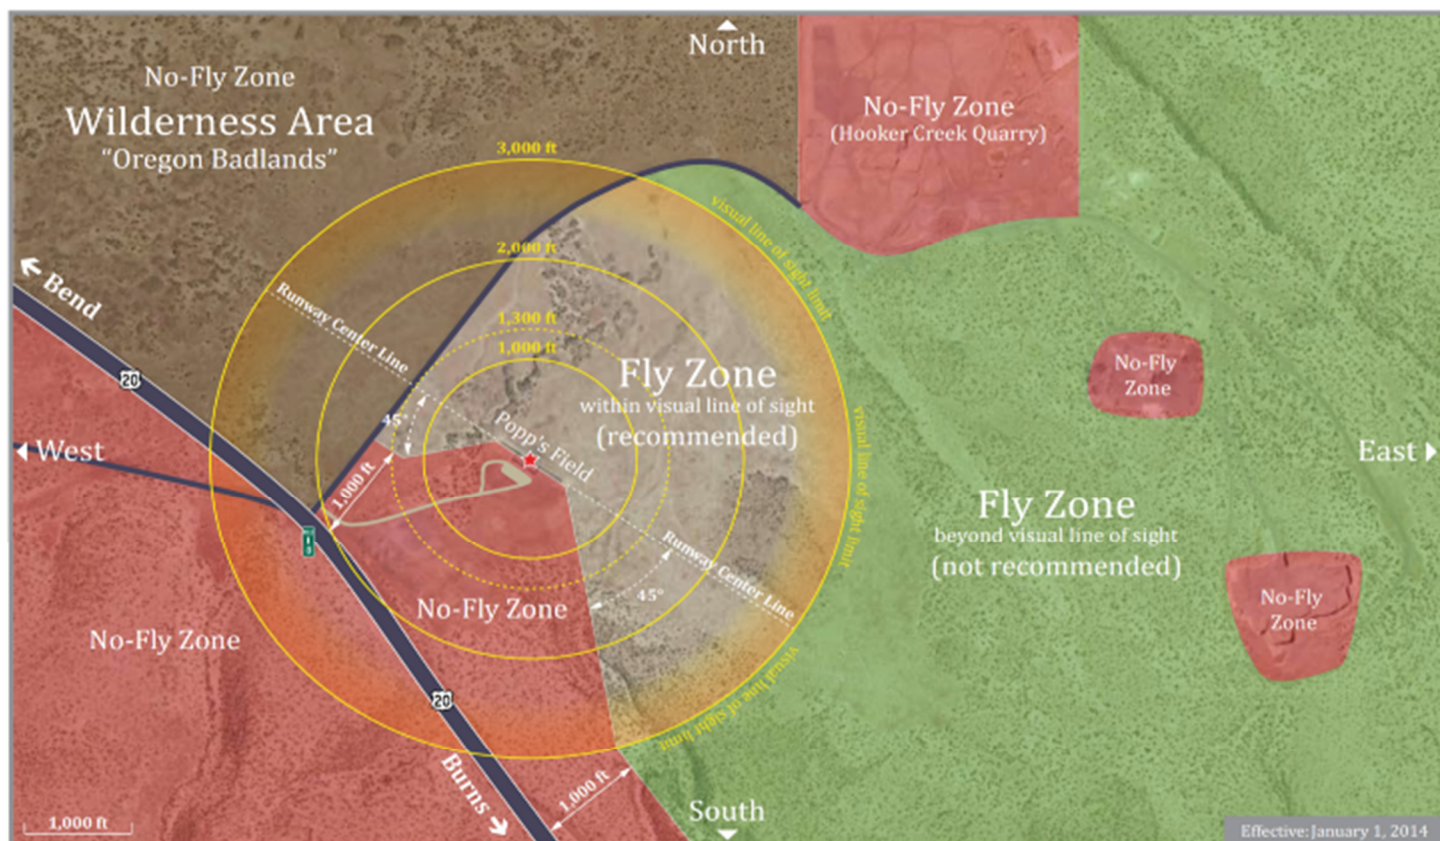 North
No-Fly Zone
Wilderness Area
"Oregon Badlands"
No-Fly Zone
(Hooker Creek Quarry)
3,000 ft
visual line of sight limit
2,000 ft
Bend
Runway Center Line
1,300 ft
1,000 ft
20
Fly Zone
within visual line of sight
(recommended)
No-Fly
Zone
45°
Popp's Field
visual line of sight limit
West
East
1,000 ft
Fly Zone
beyond visual line of sight
(not recommended)
Runway Center Line
45°
No-Fly Zone
No-Fly
Zone
No-Fly Zone
visual line of sight limit
20
Burns
1,000 ft
South
1,000 ft
Effective: January 1, 2014